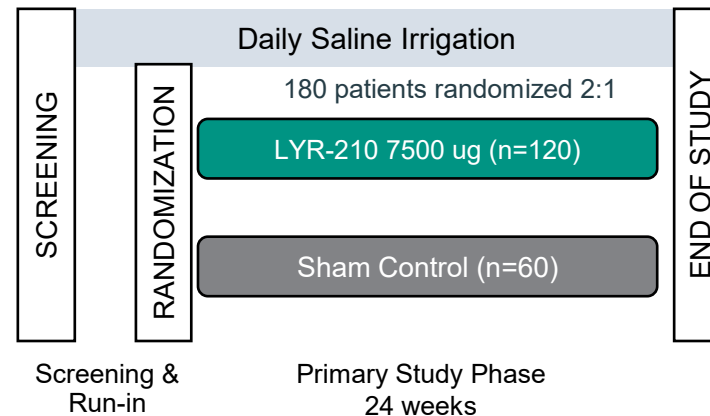 Daily Saline Irrigation
SCREENING
RANDOMIZATION
180 patients randomized 2:1
LYR-210 7500 ug (n=120)
Sham Control (n=60)
END OF STUDY
Screening &
Run-in
Primary Study Phase
24 weeks